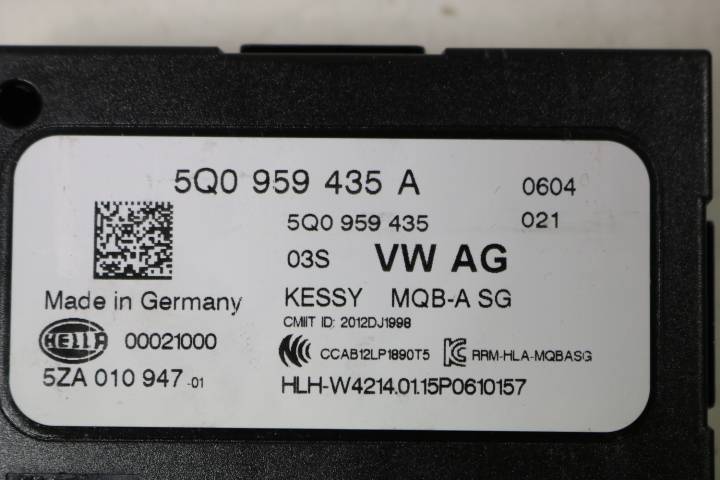 5Q0 959 435 A 0604
5Q0 959 435 021
03S VW AG
Made in Germany KESSY MQB-A SG
CMIIT ID: 2012DJ1998
HELLA 00021000 CCAB12LP1890T5 RRM-HLA-MQBASG
5ZA 010 947 -01 HLH-W4214.01.15P0610157